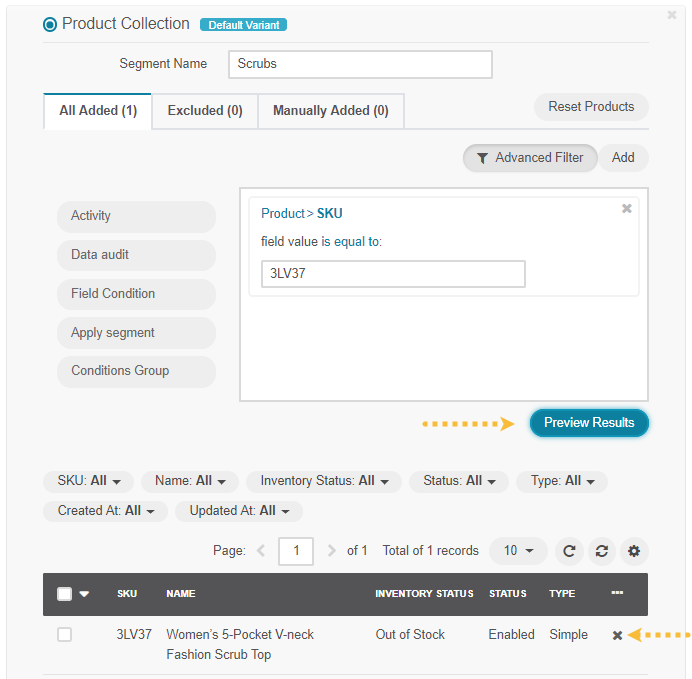 Product Collection Default Variant
Segment Name Scrubs
All Added (1) Excluded (0) Manually Added (0) Reset Products
Advanced Filter Add
Activity
Data audit
Field Condition
Apply segment
Conditions Group
Product> SKU
field value is equal to:
3LV37
Preview Results
SKU: All Name: All Inventory Status: All Status: All Type: All
Created At: All Updated At: All
Page: 1 of 1 Total of 1 records 10
SKU NAME INVENTORY STATUS STATUS TYPE
3LV37 Women's 5-Pocket V-neck Out of Stock Enabled Simple
Fashion Scrub Top